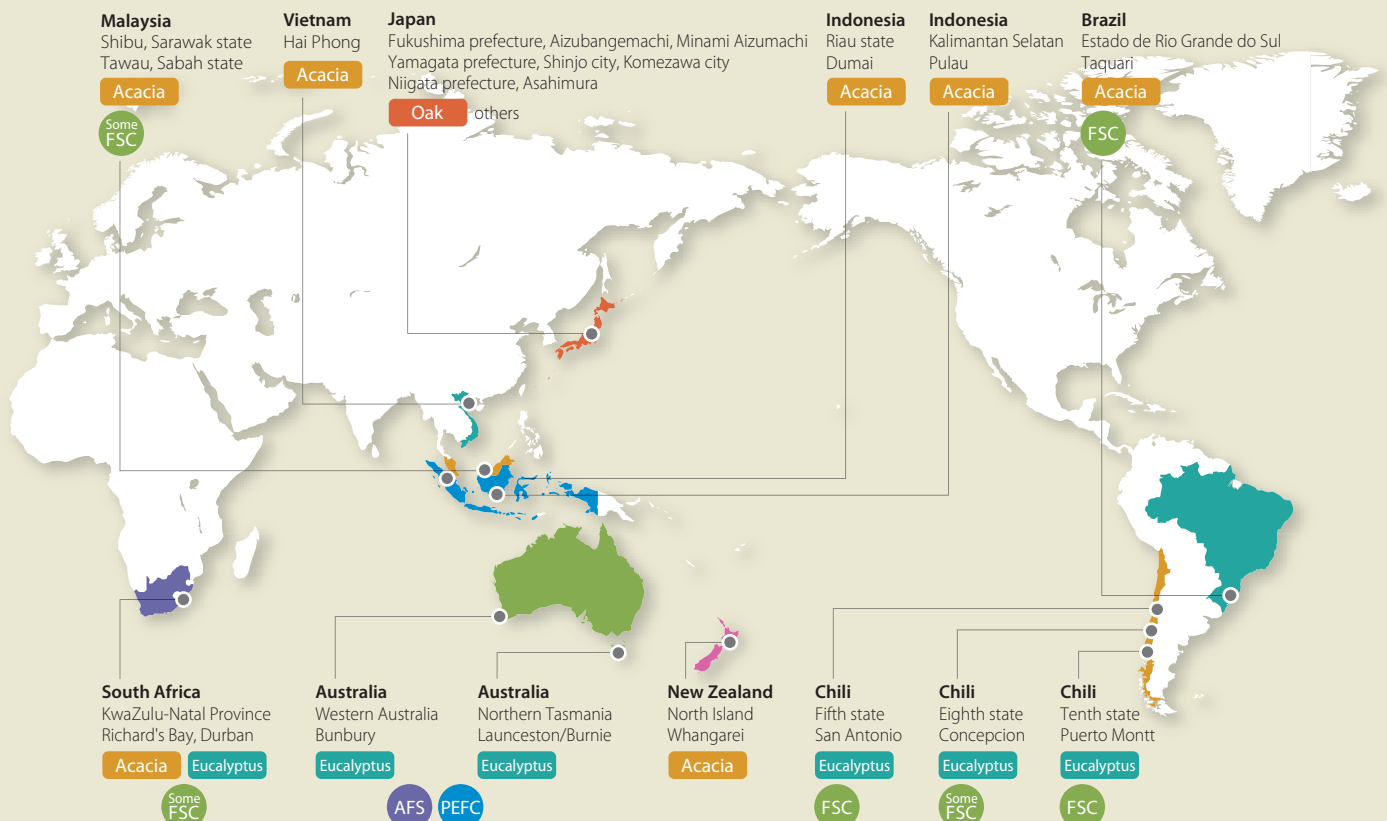 Malaysia
Shibu, Sarawak state
Tawau, Sabah state
Acacia
Some
FSC
Vietnam
Hai Phong
Acacia
Japan
Fukushima prefecture, Aizubangemachi, Minami Aizumachi
Yamagata prefecture, Shinjo city, Komezawa city
Niigata prefecture, Asahimura
Oak others
Indonesia
Riau state
Dumai
Acacia
Indonesia
Kalimantan Selatan
Pulau
Acacia
Brazil
Estado de Rio Grande do Sul
Taquari
Acacia
FSC
South Africa
KwaZulu-Natal Province
Richard's Bay, Durban
Acacia Eucalyptus
Some
FSC
Australia
Western Australia
Bunbury
Eucalyptus
Australia
Northern Tasmania
Launceston/Burnie
Eucalyptus
AFS PEFC
New Zealand
North Island
Whangarei
Acacia
Chili
Fifth state
San Antonio
Eucalyptus
FSC
Chili
Eighth state
Concepcion
Eucalyptus
Some
FSC
Chili
Tenth state
Puerto Montt
Eucalyptus
FSC